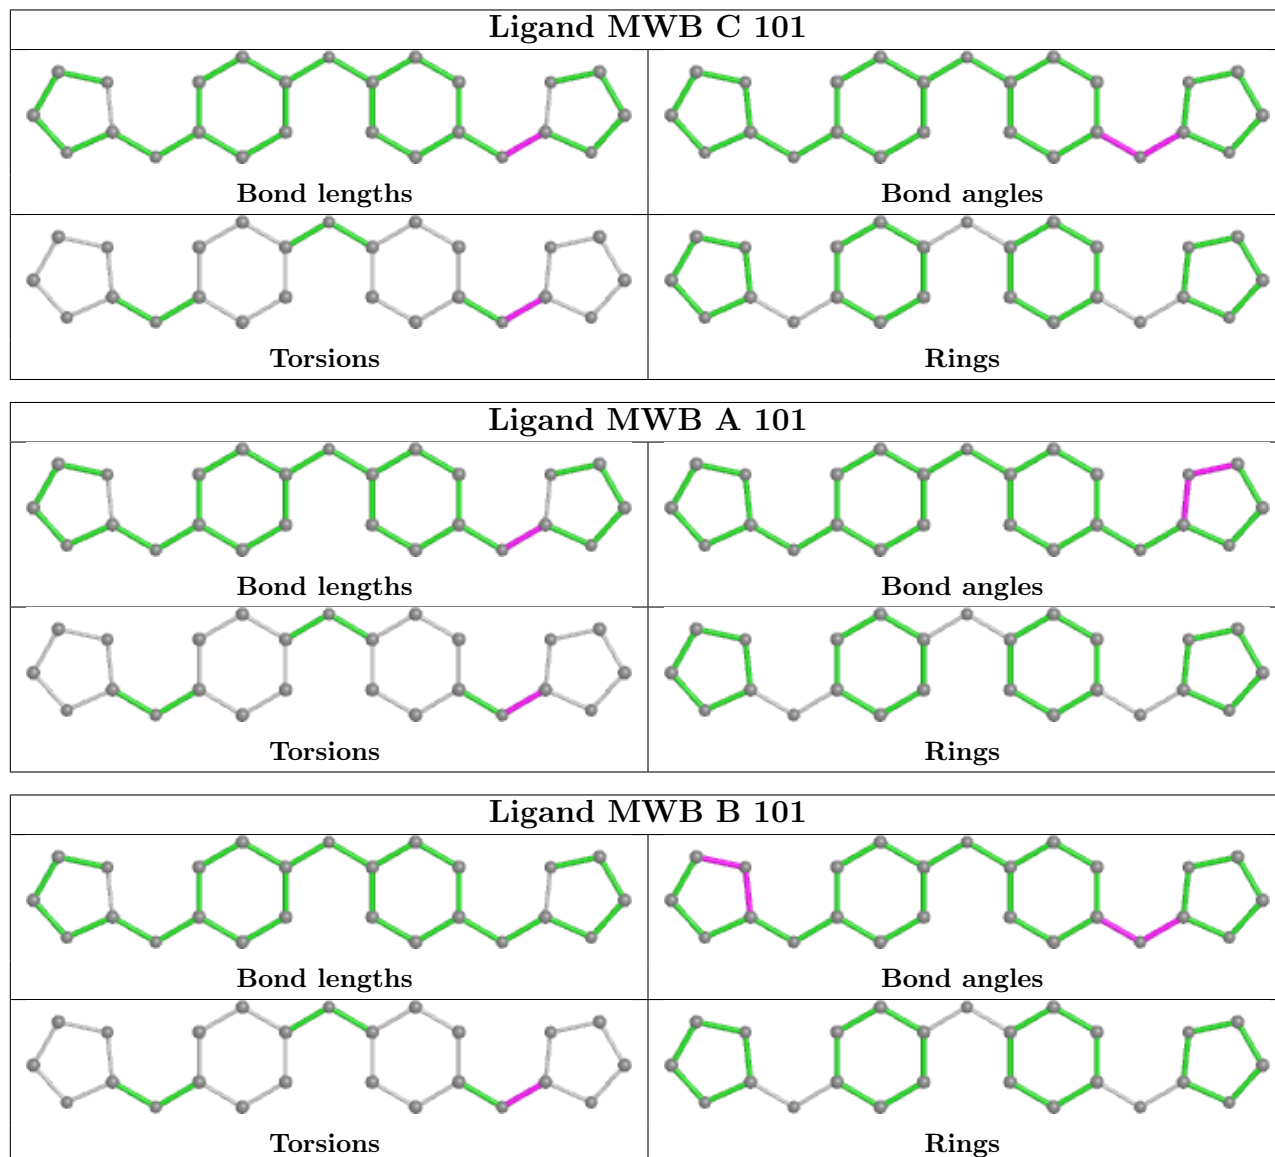 Ligand MWB C 101
Bond lengths
Bond angles
Torsions
Rings
Ligand MWB A 101
Bond lengths
Bond angles
Torsions
Rings
Ligand MWB B 101
Bond lengths
Bond angles
Torsions
Rings